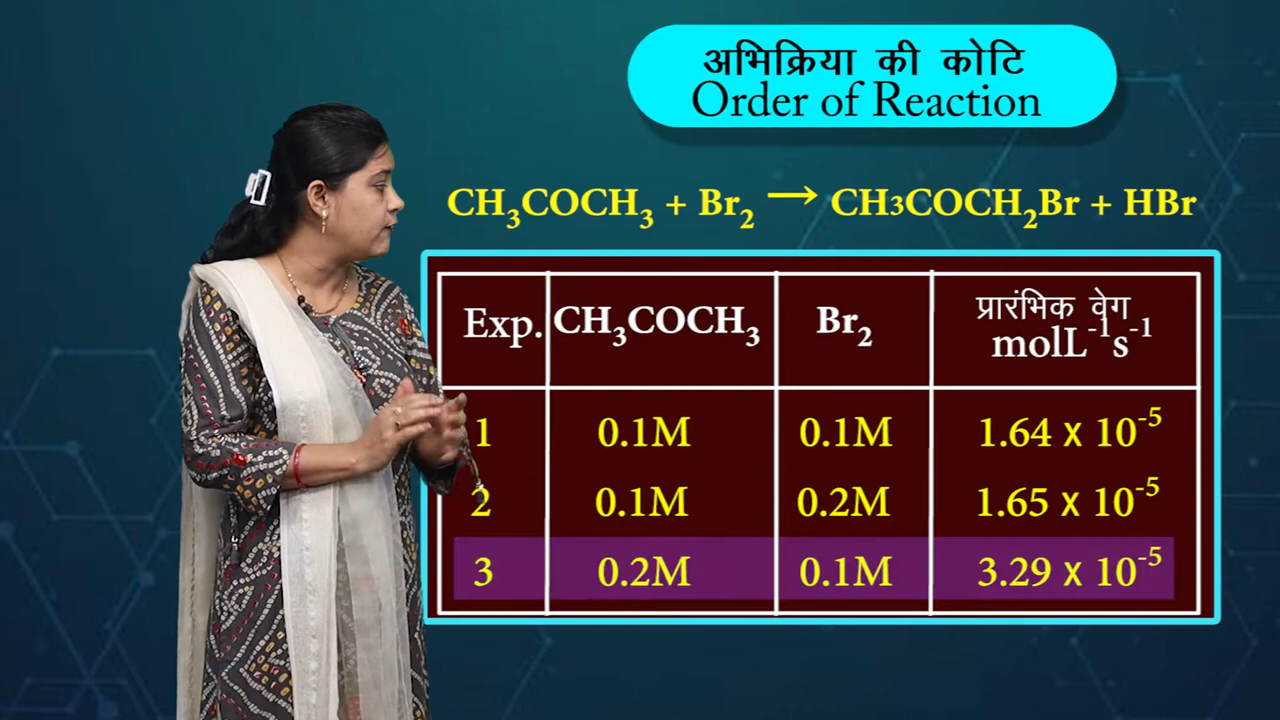 अभिक्रिया की कोटि
Order of Reaction
CH₃COCH₃ + Br₂ → CH3COCH₂Br + HBr
Exp. CH₃COCH₃ Br₂ प्रारंभिक वेग molL⁻¹s⁻¹
1 0.1M 0.1M 1.64 x 10⁻⁵
2 0.1M 0.2M 1.65 x 10⁻⁵
3 0.2M 0.1M 3.29 x 10⁻⁵